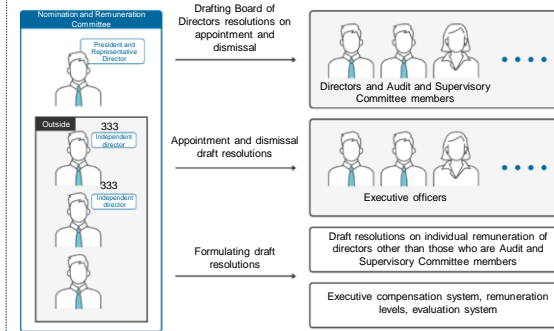 Nomination and Remuneration
Committee
President and
Representative
Director
Outside
333
Independent
director
333
Independent
director
Drafting Board of
Directors resolutions on
appointment and
dismissal
Directors and Audit and Supervisory
Committee members
Appointment and dismissal
draft resolutions
Executive officers
Formulating draft
resolutions
Draft resolutions on individual remuneration of
directors other than those who are Audit and
Supervisory Committee members
Executive compensation system, remuneration
levels, evaluation system